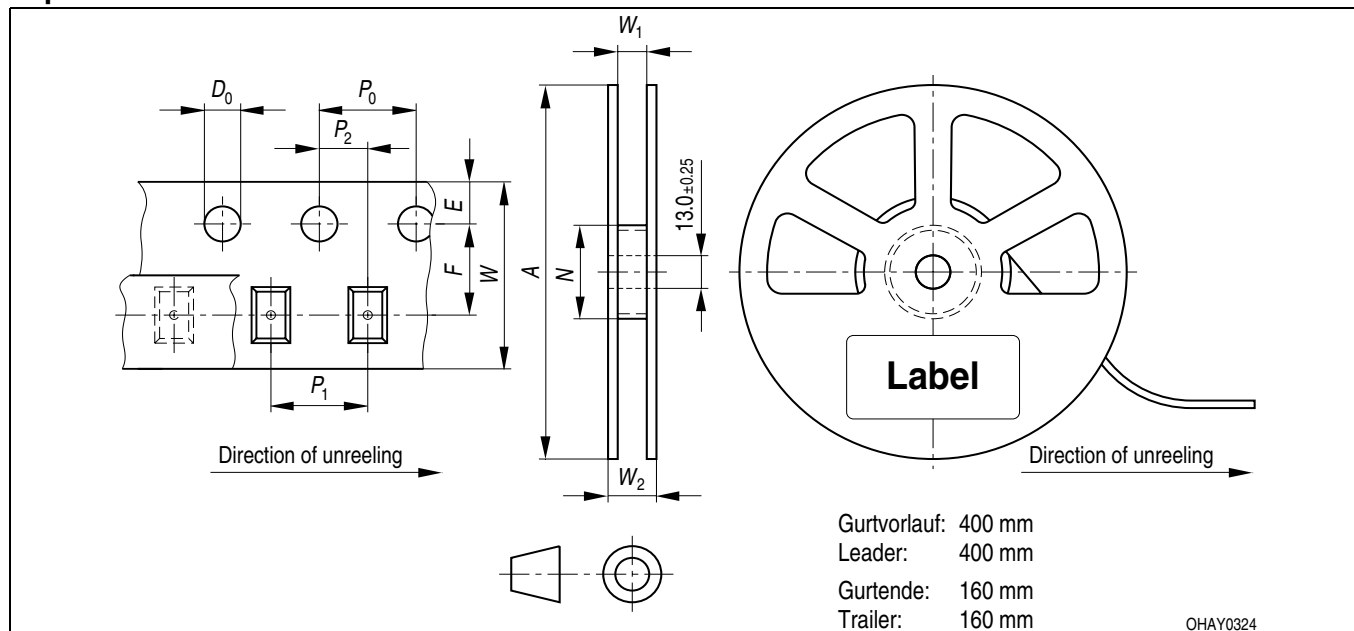 W1
D0
P0
P2
E
F
W
A
N
13.0±0.25
P1
Label
Direction of unreeling
W2
Direction of unreeling
Gurtvorlauf: 400 mm
Leader: 400 mm
Gurtende: 160 mm
Trailer: 160 mm
OHAY0324